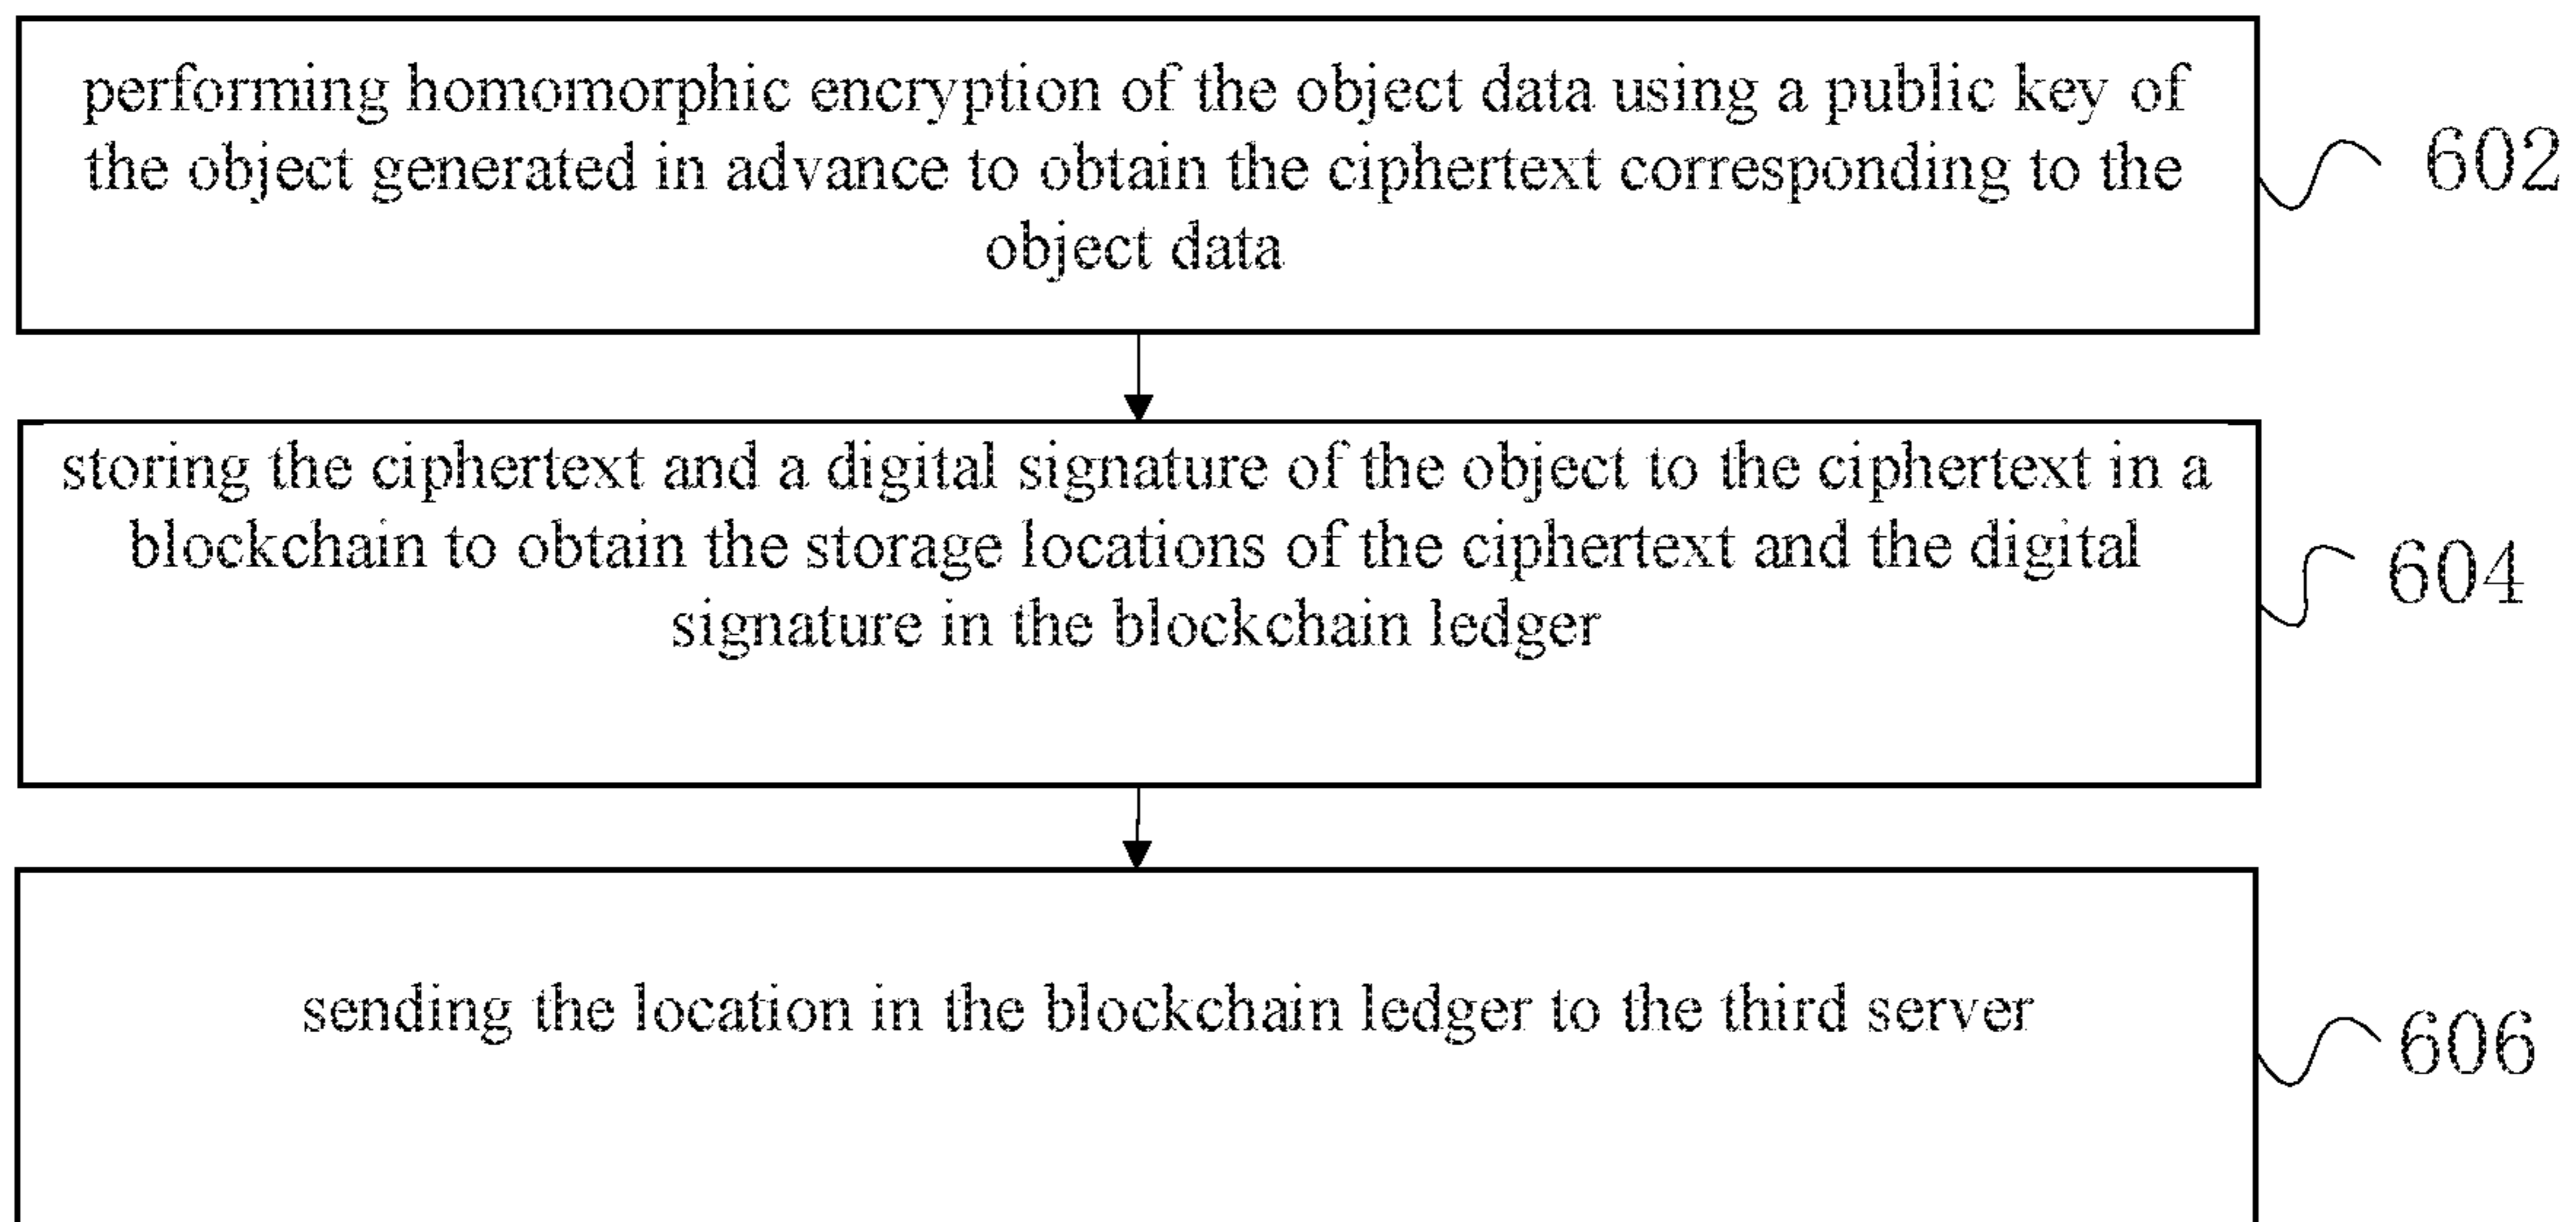 performing homomorphic encryption of the object data using a public key of
the object generated in advance to obtain the ciphertext corresponding to the
object data
602
storing the ciphertext and a digital signature of the object to the ciphertext in a
blockchain to obtain the storage locations of the ciphertext and the digital
signature in the blockchain ledger
604
sending the location in the blockchain ledger to the third server
606